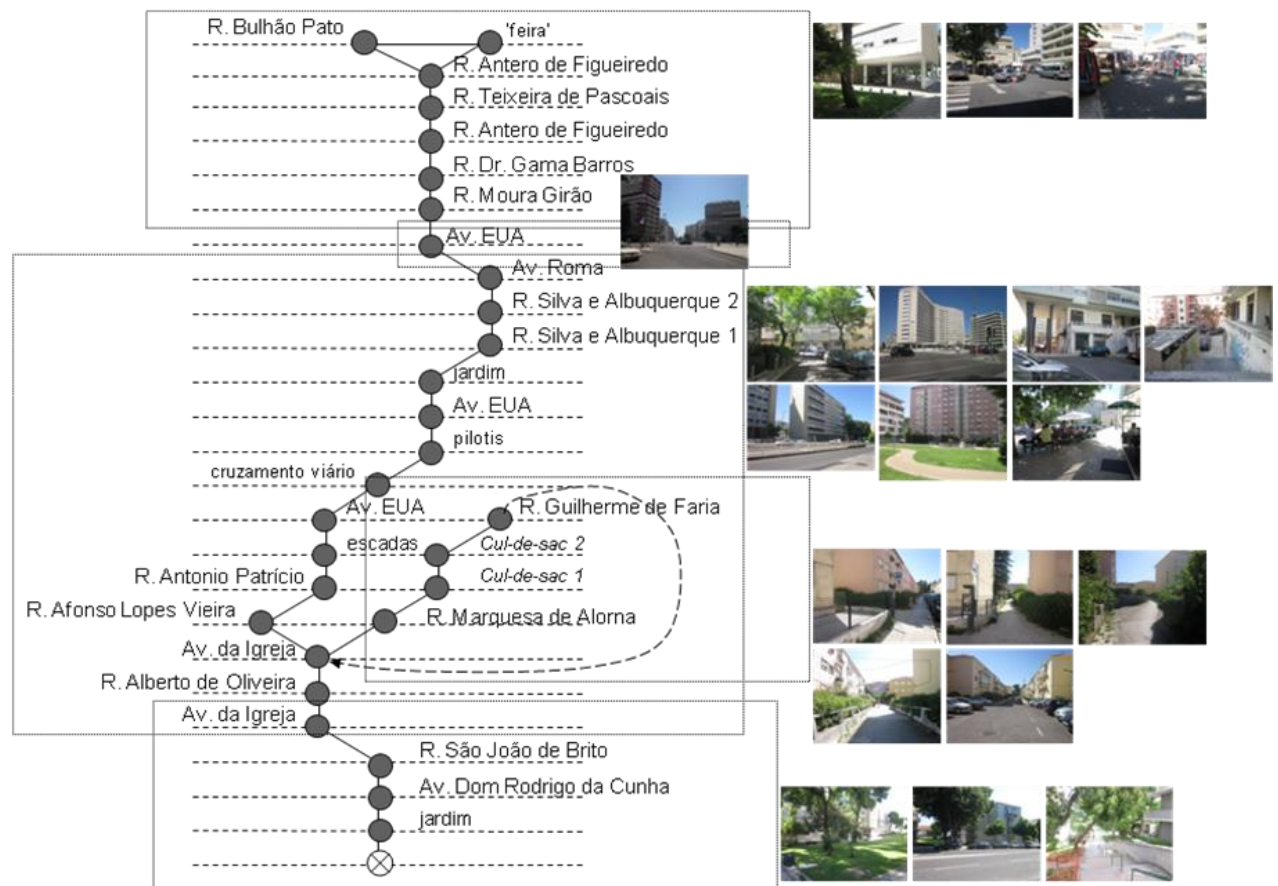 R. Bulhão Pato
'feira'
R. Antero de Figueiredo
R. Teixeira de Pascoais
R. Antero de Figueiredo
R. Dr. Gama Barros
R. Moura Girão
Av. EUA
Av. Roma
R. Silva e Albuquerque 2
R. Silva e Albuquerque 1
jardim
Av. EUA
pilotis
cruzamento viário
Av. EUA
R. Guilherme de Faria
escadas
Cul-de-sac 2
R. Antonio Patrício
Cul-de-sac 1
R. Afonso Lopes Vieira
R. Marquesa de Alorna
Av. da Igreja
R. Alberto de Oliveira
Av. da Igreja
R. São João de Brito
Av. Dom Rodrigo da Cunha
jardim